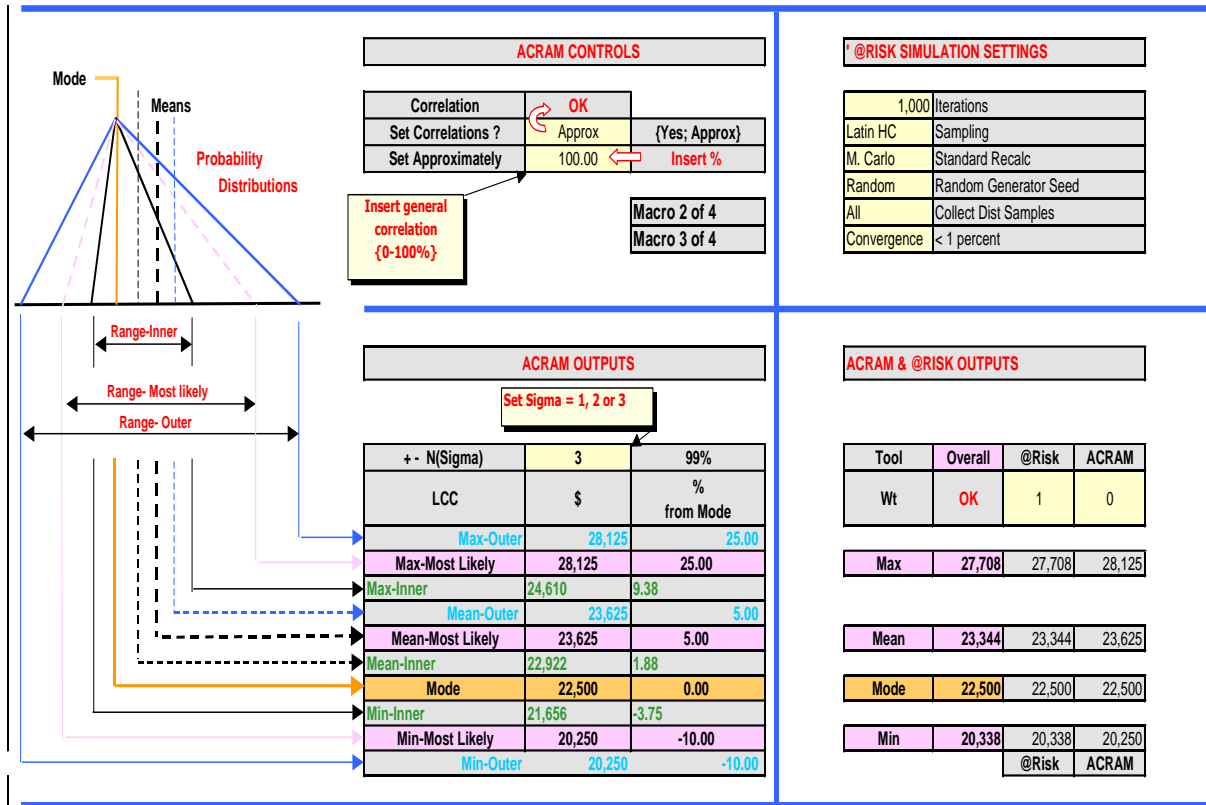 ACRAM CONTROLS
' @RISK SIMULATION SETTINGS
Mode
Means
Probability
Distributions
Correlation OK
Set Correlations ? Approx {Yes; Approx}
Set Approximately 100.00 Insert %
Insert general
correlation
{0-100%}
Macro 2 of 4
Macro 3 of 4
1,000 Iterations
Latin HC Sampling
M. Carlo Standard Recalc
Random Random Generator Seed
All Collect Dist Samples
Convergence < 1 percent
Range-Inner
Range- Most likely
Range- Outer
ACRAM OUTPUTS
Set Sigma = 1, 2 or 3
+ - N(Sigma) 3 99%
LCC $ %
from Mode
Max-Outer 28,125 25.00
Max-Most Likely 28,125 25.00
Max-Inner 24,610 9.38
Mean-Outer 23,625 5.00
Mean-Most Likely 23,625 5.00
Mean-Inner 22,922 1.88
Mode 22,500 0.00
Min-Inner 21,656 -3.75
Min-Most Likely 20,250 -10.00
Min-Outer 20,250 -10.00
ACRAM & @RISK OUTPUTS
Tool Overall @Risk ACRAM
Wt OK 1 0
Max 27,708 27,708 28,125
Mean 23,344 23,344 23,625
Mode 22,500 22,500 22,500
Min 20,338 20,338 20,250
@Risk ACRAM